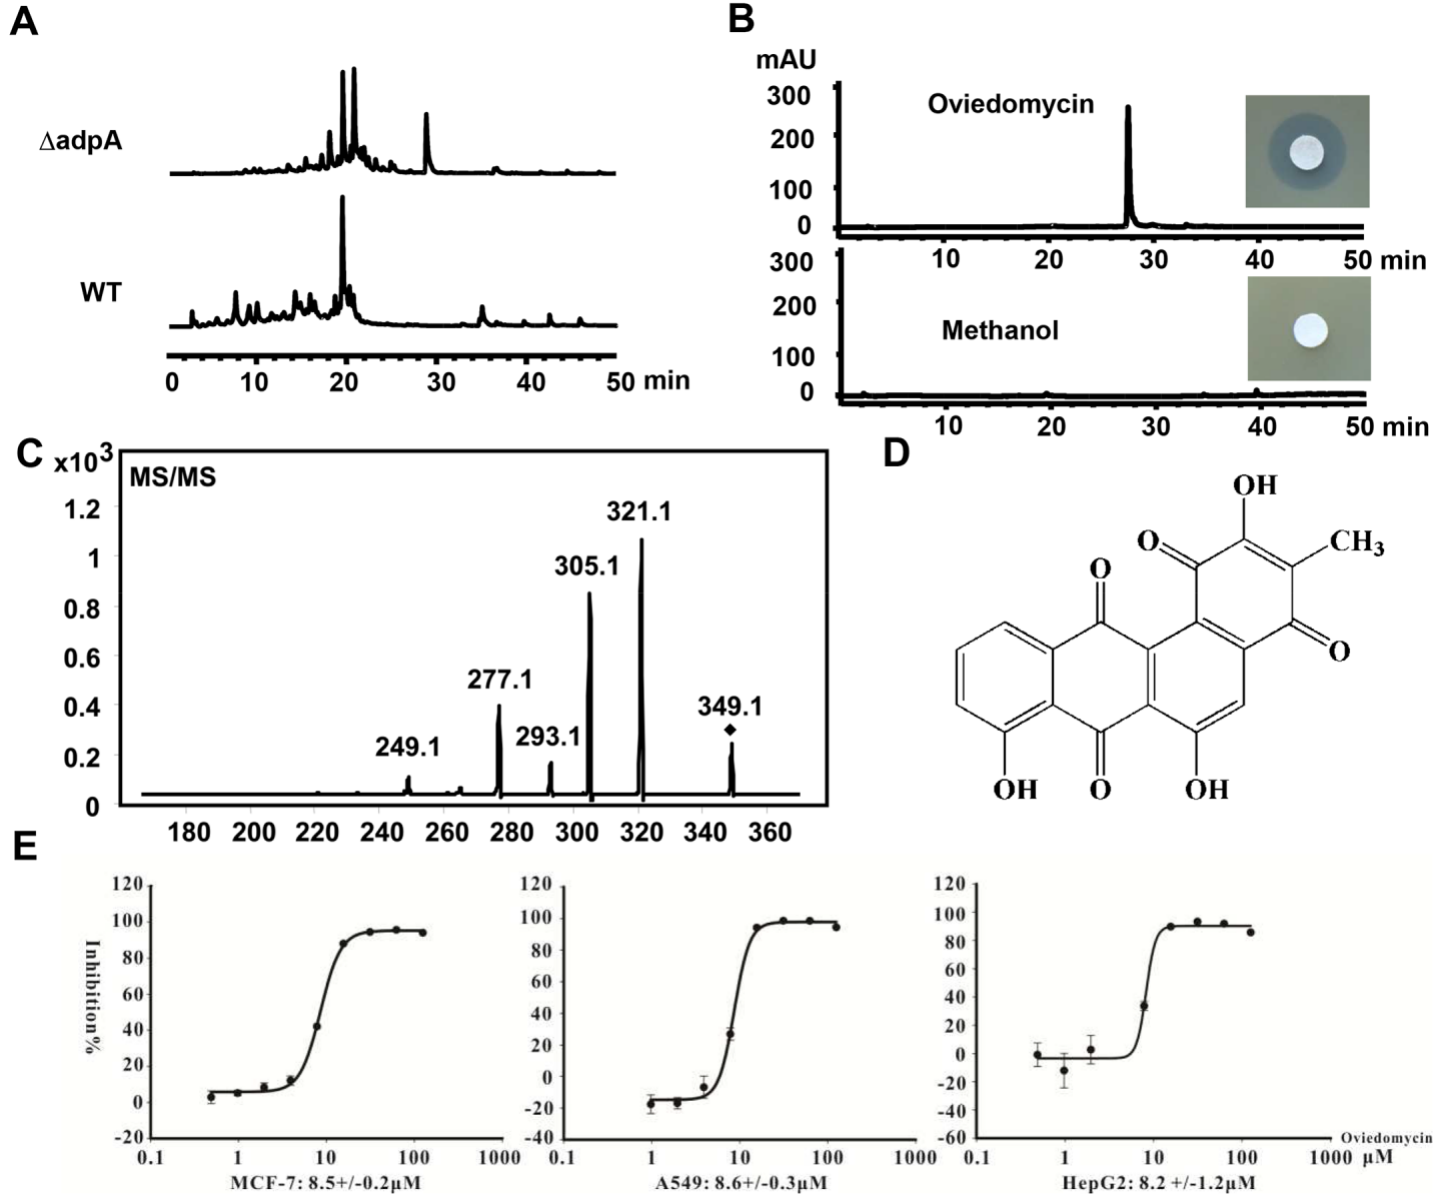 A
ΔadpA
WT
0 10 20 30 40 50 min
B
mAU
300
200
100
0
Oviedomycin
10 20 30 40 50 min
300
200
100
0
Methanol
10 20 30 40 50 min
C
x10³
MS/MS
1.2
1
0.8
0.6
0.4
0.2
0
249.1
277.1
293.1
305.1
321.1
349.1
180 200 220 240 260 280 300 320 340 360
D
OH
O
CH₃
O
O
OH
O
OH
E
Inhibition%
120
100
80
60
40
20
0
-20
0.1 1 10 100 1000
MCF-7: 8.5+/-0.2μM
120
100
80
60
40
20
0
-20
-40
0.1 1 10 100 1000
A549: 8.6+/-0.3μM
120
100
80
60
40
20
0
-20
-40
-60
0.1 1 10 100 1000
HepG2: 8.2 +/-1.2μM
Oviedomycin
μM